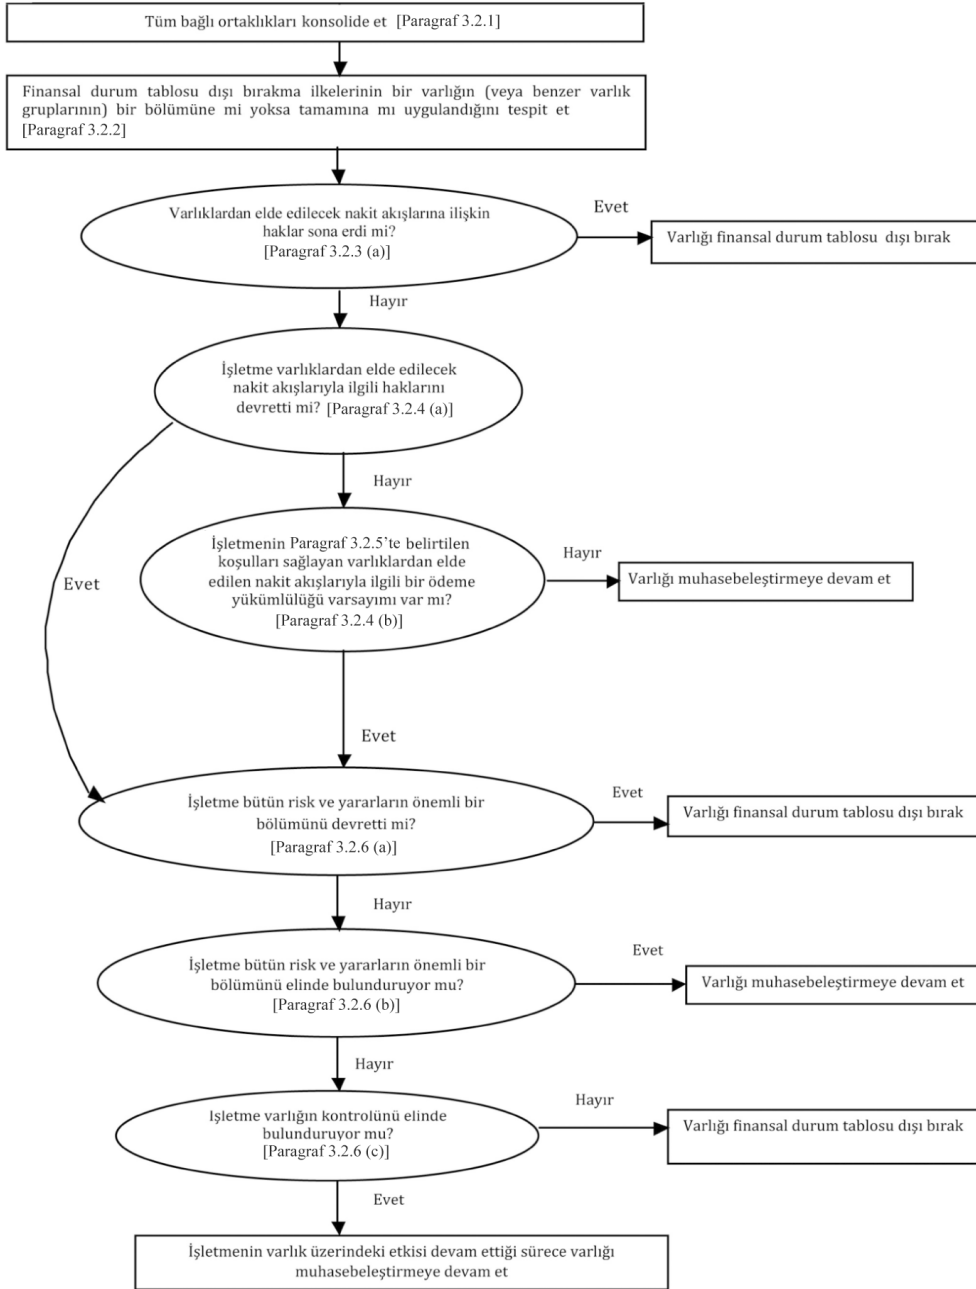 Tüm bağlı ortaklıkları konsolide et [Paragraf 3.2.1]
Finansal durum tablosu dışı bırakma ilkelerinin bir varlığın (veya benzer varlık
gruplarının) bir bölümüne mi yoksa tamamına mı uygulandığını tespit et
[Paragraf 3.2.2]
Varlıklardan elde edilecek nakit akışlarına ilişkin
haklar sona erdi mi?
[Paragraf 3.2.3 (a)]
Evet
Varlığı finansal durum tablosu dışı bırak
Hayır
İşletme varlıklardan elde edilecek
nakit akışlarıyla ilgili haklarını
devretti mi? [Paragraf 3.2.4 (a)]
Hayır
Evet
İşletmenin Paragraf 3.2.5’te belirtilen
koşulları sağlayan varlıklardan elde
edilen nakit akışlarıyla ilgili bir ödeme
yükümlülüğü varsayımı var mı?
[Paragraf 3.2.4 (b)]
Hayır
Varlığı muhasebeleştirmeye devam et
Evet
İşletme bütün risk ve yararların önemli bir
bölümünü devretti mi?
[Paragraf 3.2.6 (a)]
Evet
Varlığı finansal durum tablosu dışı bırak
Hayır
İşletme bütün risk ve yararların önemli bir
bölümünü elinde bulunduruyor mu?
[Paragraf 3.2.6 (b)]
Evet
Varlığı muhasebeleştirmeye devam et
Hayır
İşletme varlığın kontrolünü elinde
bulunduruyor mu?
[Paragraf 3.2.6 (c)]
Hayır
Varlığı finansal durum tablosu dışı bırak
Evet
İşletmenin varlık üzerindeki etkisi devam ettiği sürece varlığı
muhasebeleştirmeye devam et